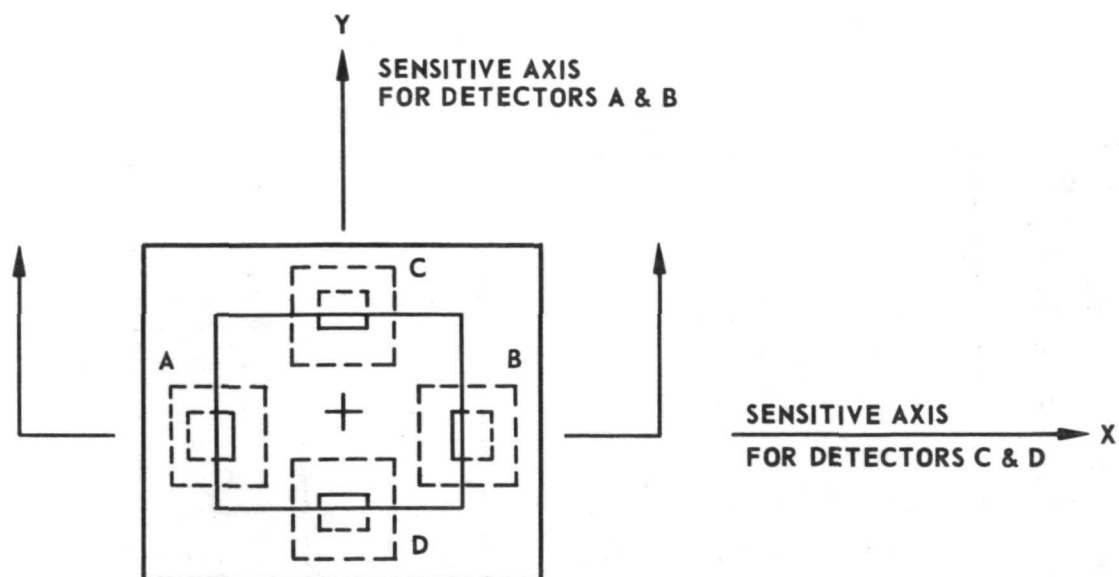 Y
SENSITIVE AXIS
FOR DETECTORS A & B
C
A
B
SENSITIVE AXIS
X
FOR DETECTORS C & D
D